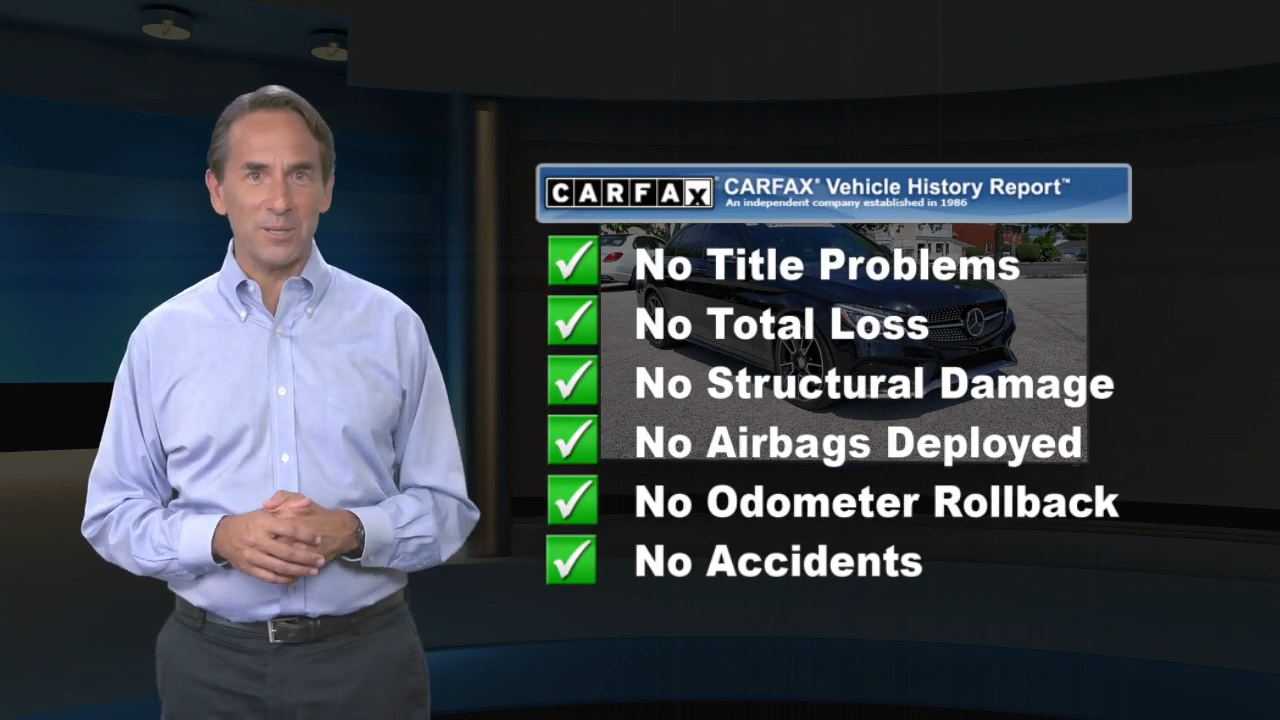 CARFAX® CARFAX® Vehicle History Report™
An independent company established in 1986
No Title Problems
No Total Loss
No Structural Damage
No Airbags Deployed
No Odometer Rollback
No Accidents